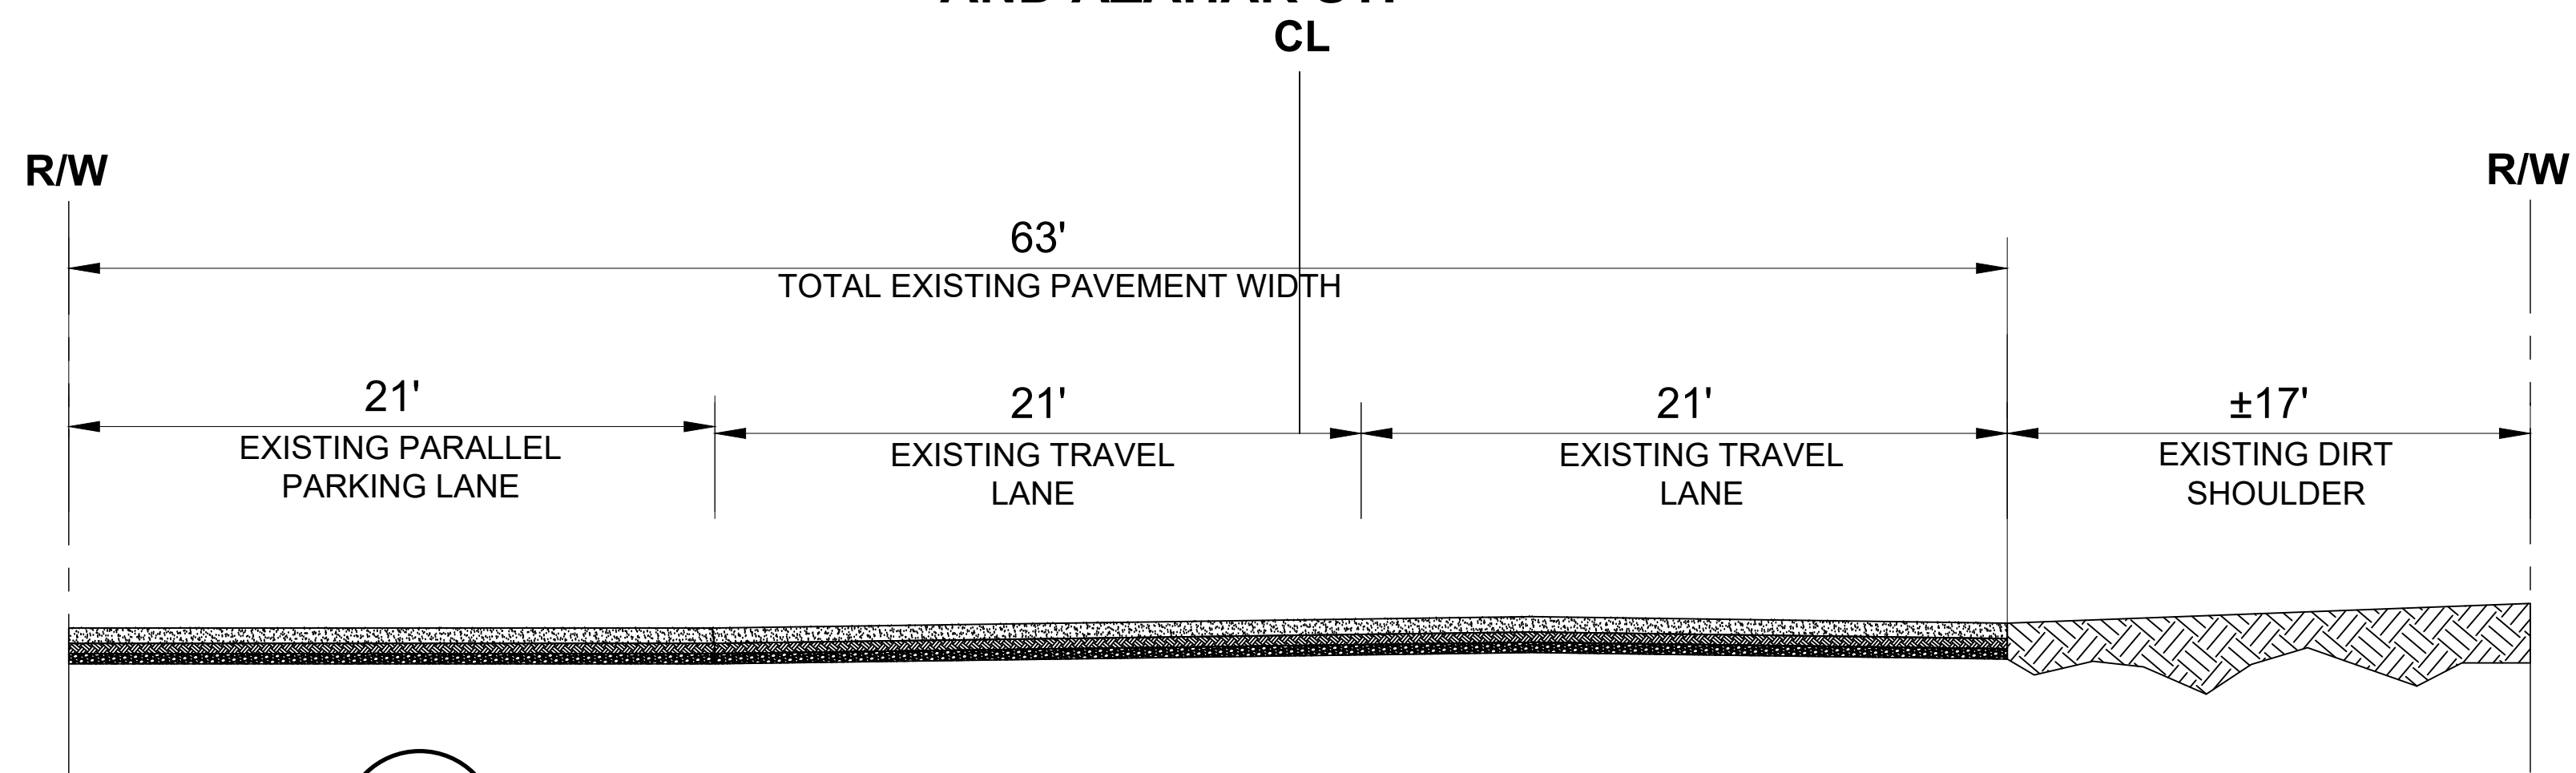 CL
R/W
R/W
63'
TOTAL EXISTING PAVEMENT WIDTH
21'
EXISTING PARALLEL
PARKING LANE
21'
EXISTING TRAVEL
LANE
21'
EXISTING TRAVEL
LANE
±17'
EXISTING DIRT
SHOULDER